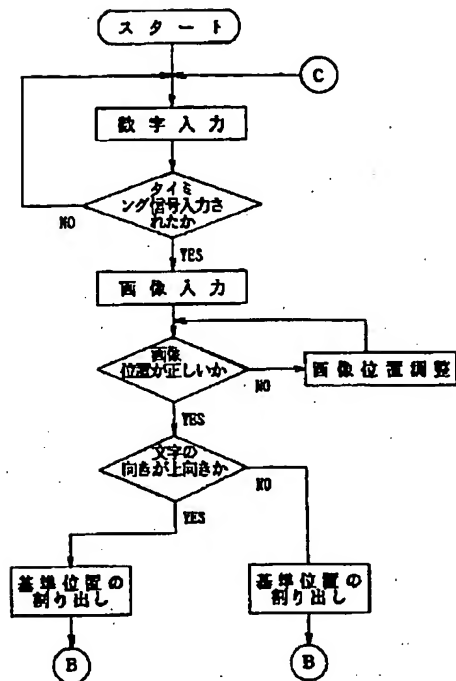 スタート
C
数字入力
タイミ
ング信号入力さ
れたか
NO
YES
画像入力
画像
位置が正しいか
NO
画像位置調整
YES
文字の
向きが上向きか
NO
YES
基準位置の
割り出し
基準位置の
割り出し
B
B